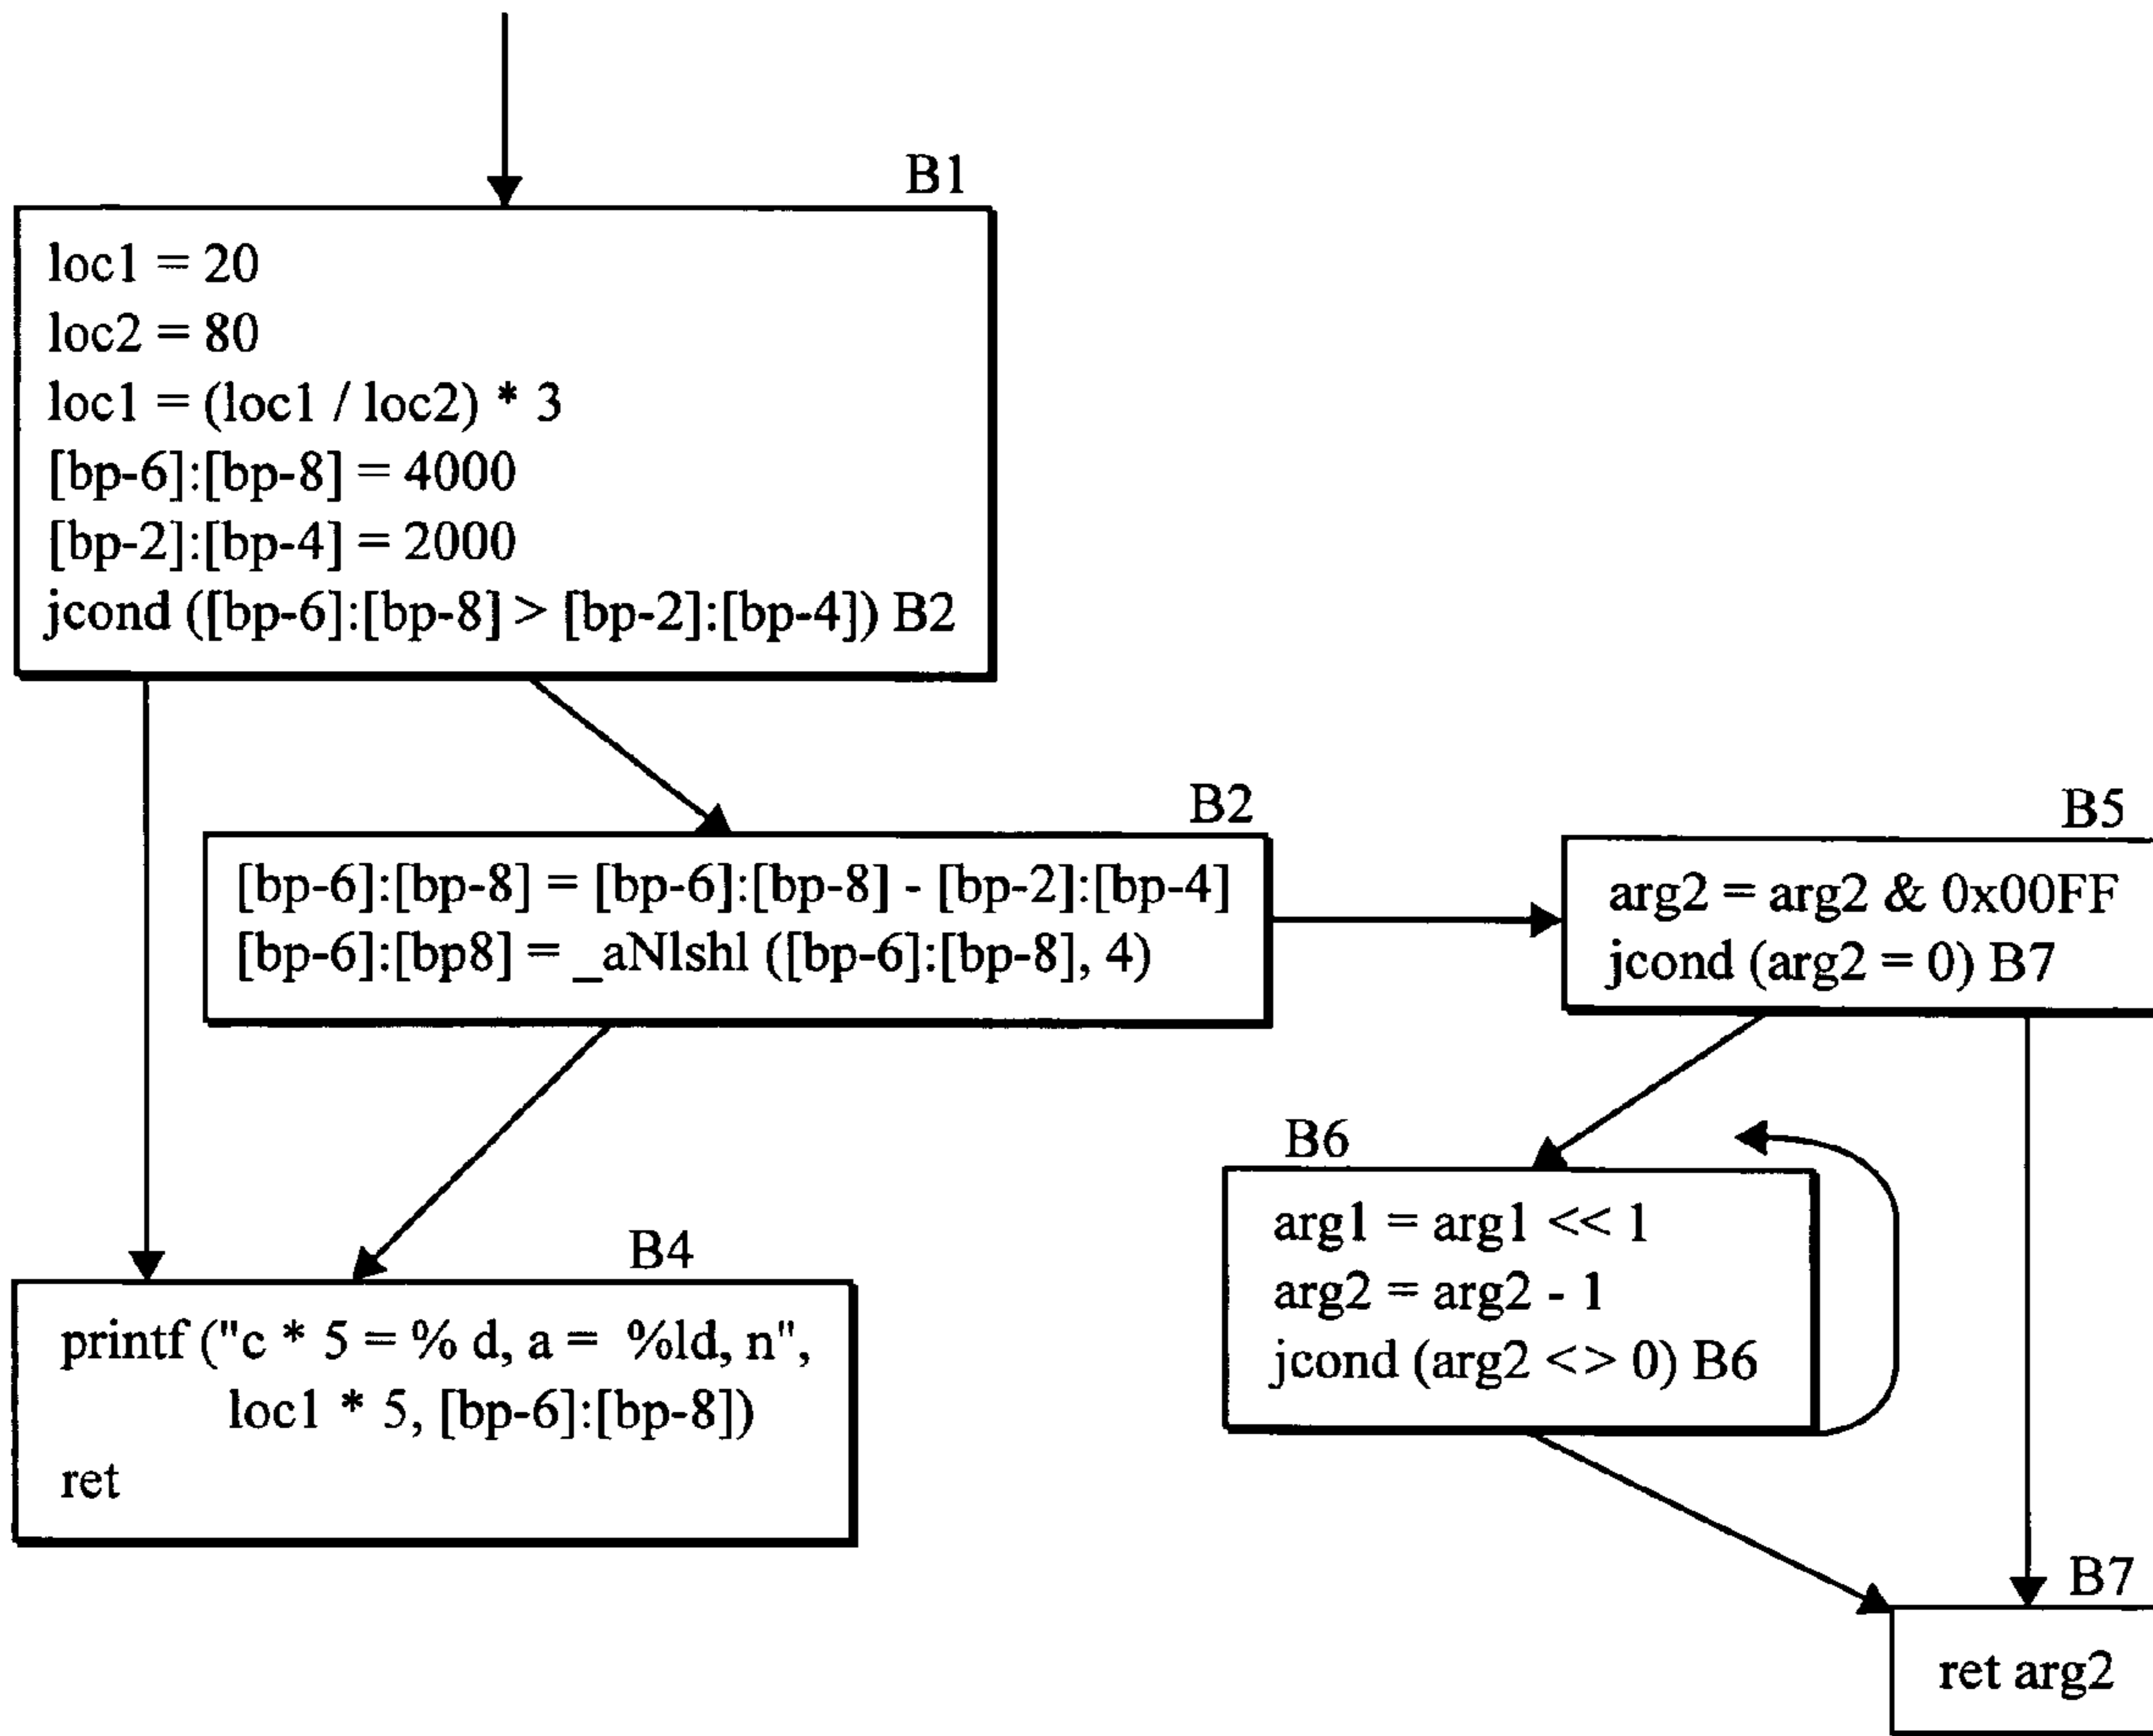 B1
loc1 = 20
loc2 = 80
loc1 = (loc1 / loc2) * 3
[bp-6]:[bp-8] = 4000
[bp-2]:[bp-4] = 2000
jcond ([bp-6]:[bp-8] > [bp-2]:[bp-4]) B2
B2
[bp-6]:[bp-8] = [bp-6]:[bp-8] - [bp-2]:[bp-4]
[bp-6]:[bp8] = _aNlshl ([bp-6]:[bp-8], 4)
B5
arg2 = arg2 & 0x00FF
jcond (arg2 = 0) B7
B6
arg1 = arg1 << 1
arg2 = arg2 - 1
jcond (arg2 <> 0) B6
B4
printf ("c * 5 = % d, a = %ld, n",
loc1 * 5, [bp-6]:[bp-8])
ret
B7
ret arg2